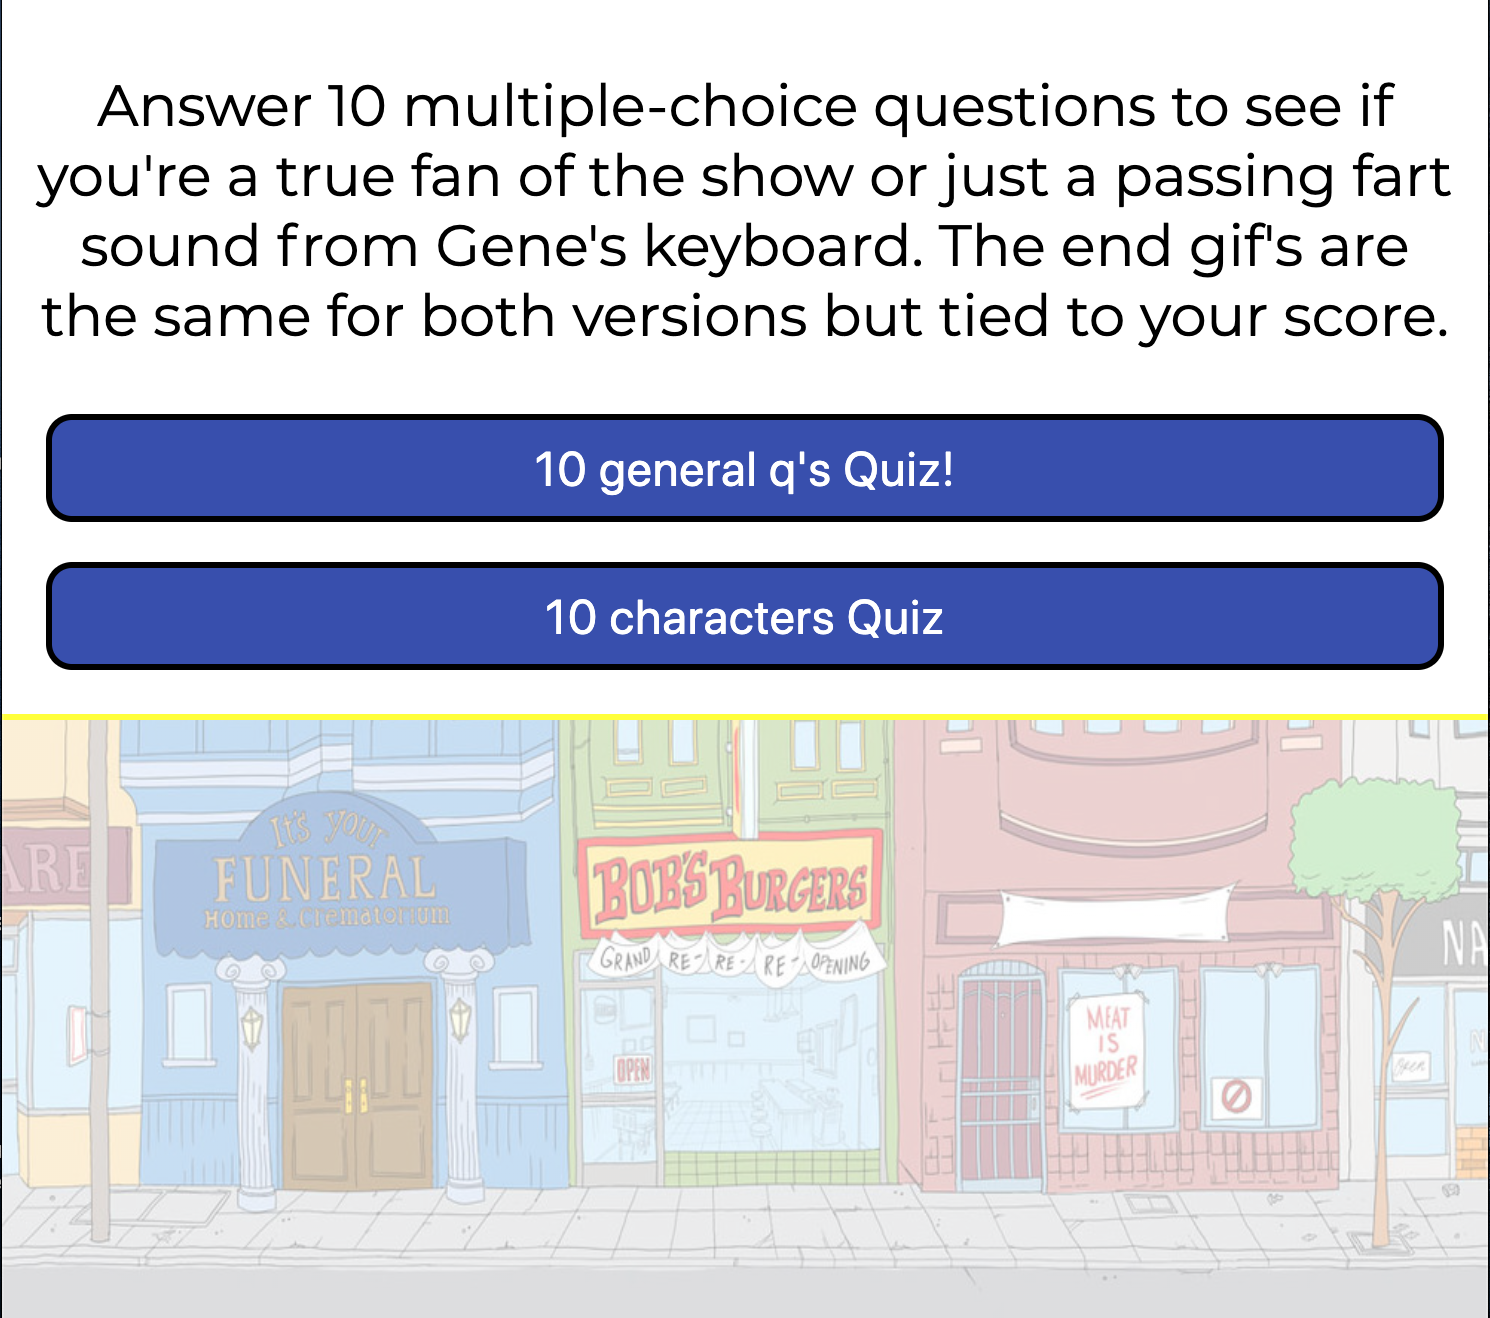 Answer 10 multiple-choice questions to see if
you're a true fan of the show or just a passing fart
sound from Gene's keyboard. The end gif's are
the same for both versions but tied to your score.
10 general q's Quiz!
10 characters Quiz
It's your
FUNERAL
Home & Crematorium
ARE
BOB'S BURGERS
GRAND RE- RE- RE- OPENING
OPEN
MEAT
IS
MURDER
NA
Open